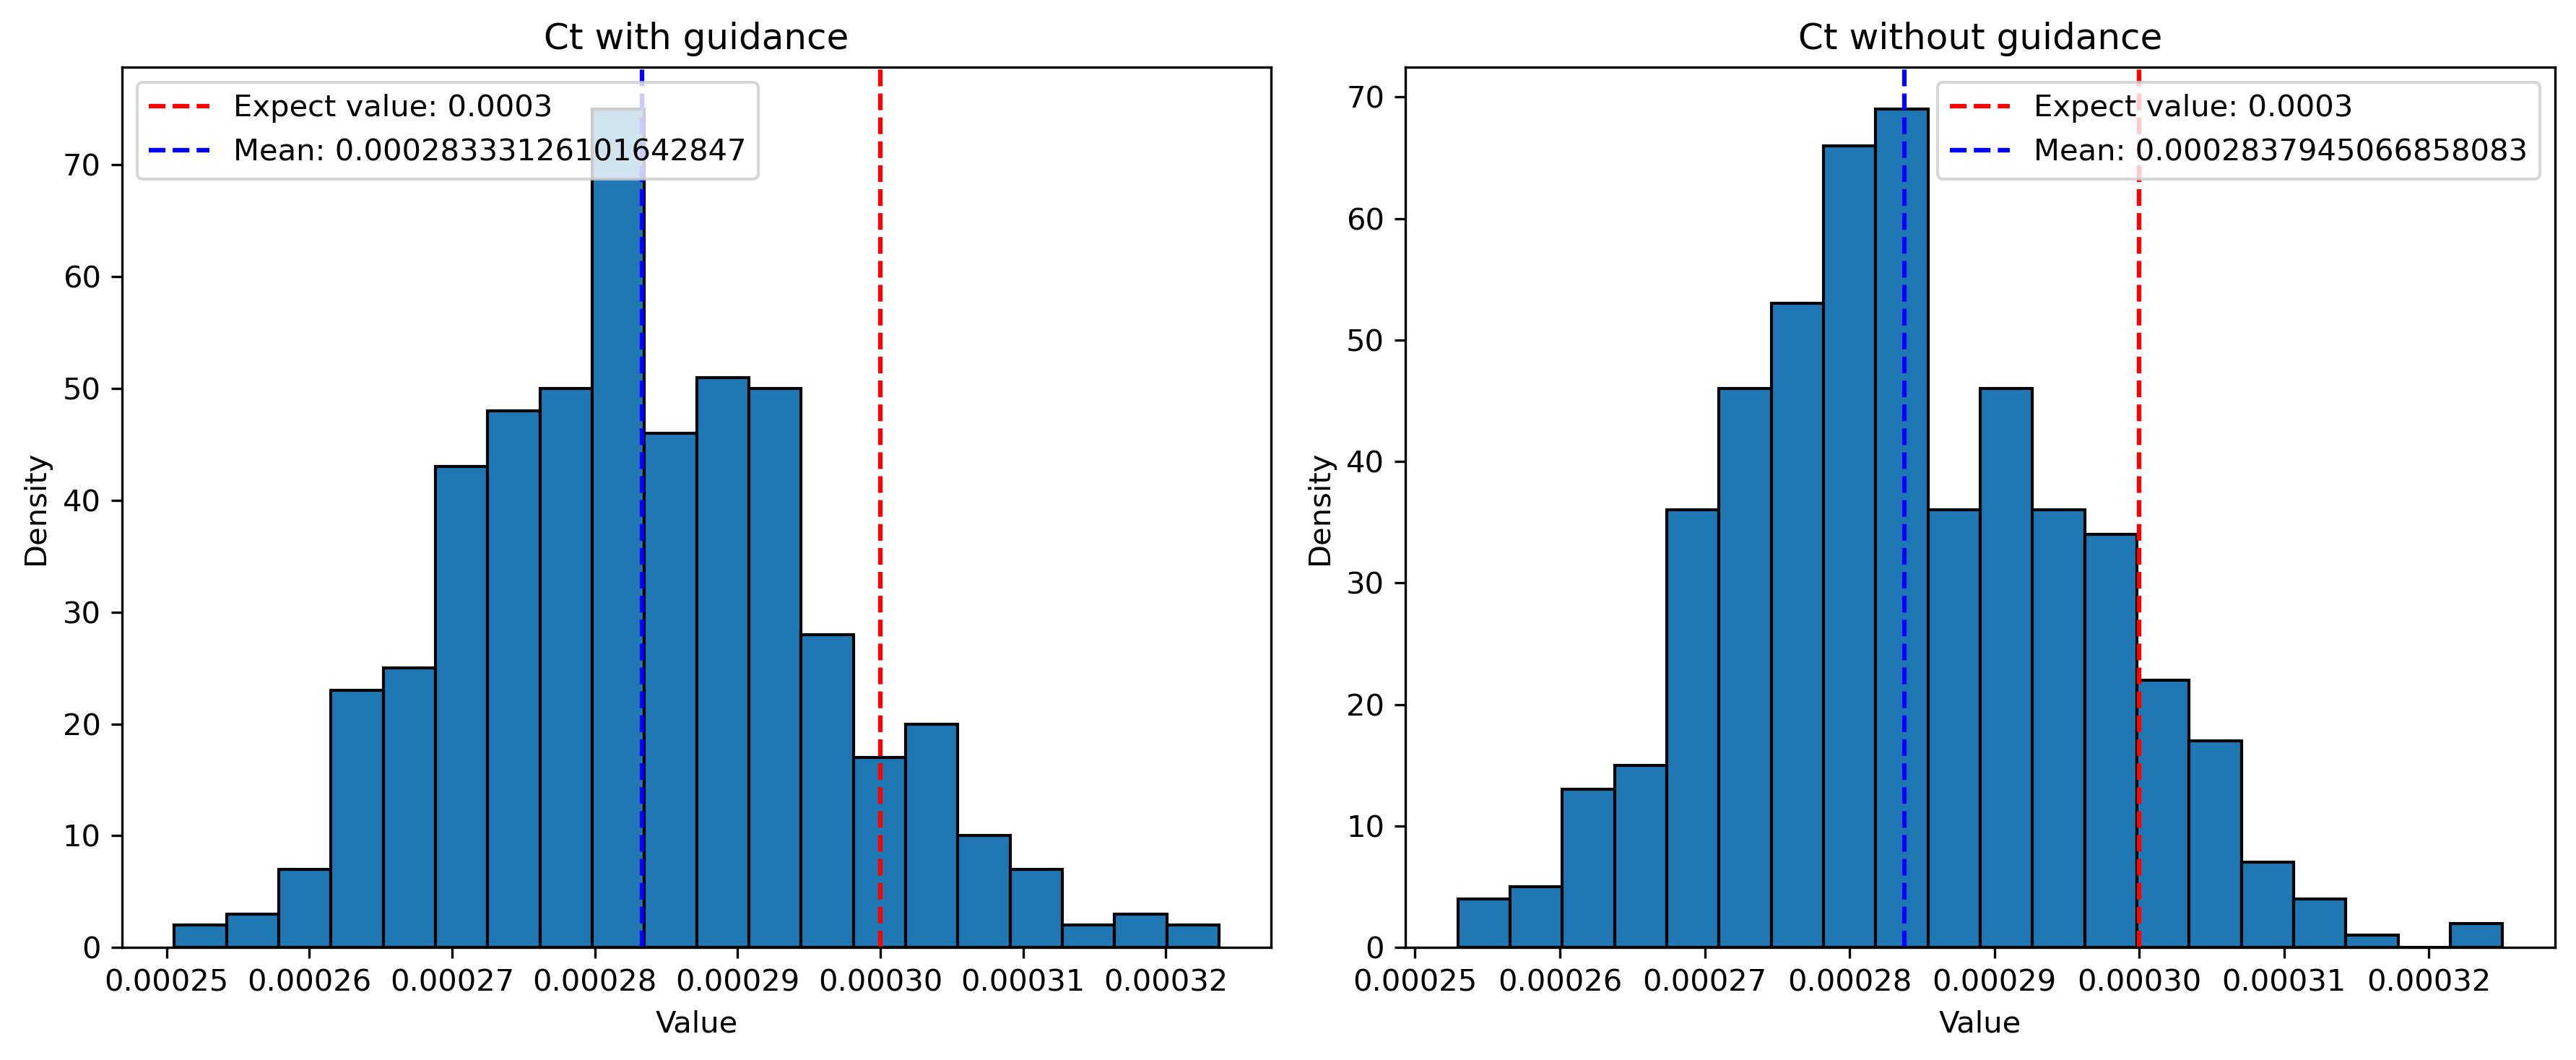 Ct with guidance
Expect value: 0.0003
Mean: 0.00028333126101642847
70
60
50
40
30
20
10
0
Density
0.00025 0.00026 0.00027 0.00028 0.00029 0.00030 0.00031 0.00032
Value
Ct without guidance
Expect value: 0.0003
Mean: 0.0002837945066858083
70
60
50
40
30
20
10
0
Density
0.00025 0.00026 0.00027 0.00028 0.00029 0.00030 0.00031 0.00032
Value